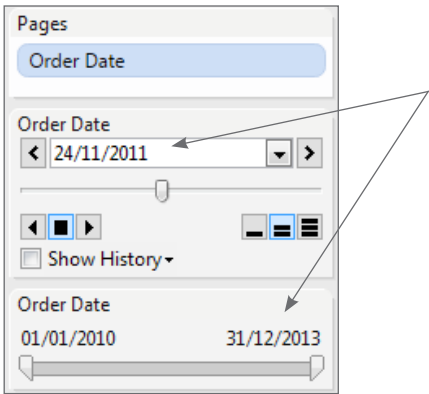 Pages
Order Date
Order Date
24/11/2011
Show History
Order Date
01/01/2010 31/12/2013